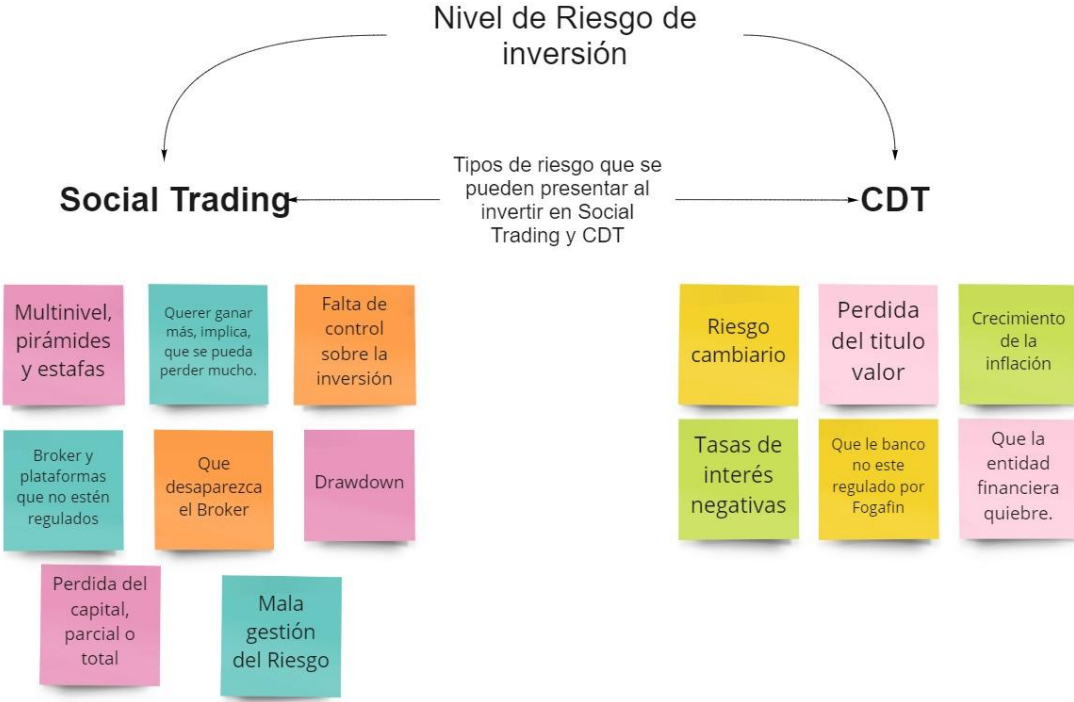 Nivel de Riesgo de
inversión
Tipos de riesgo que se
pueden presentar al
invertir en Social
Trading y CDT
Social Trading
CDT
Multinivel,
pirámides
y estafas
Querer ganar
más, implica,
que se pueda
perder mucho.
Falta de
control
sobre la
inversión
Broker y
plataformas
que no estén
regulados
Que
desaparezca
el Broker
Drawdown
Perdida del
capital,
parcial o
total
Mala
gestión
del Riesgo
Riesgo
cambiario
Perdida
del titulo
valor
Crecimiento
de la
inflación
Tasas de
interés
negativas
Que le banco
no este
regulado por
Fogafin
Que la
entidad
financiera
quiebre.